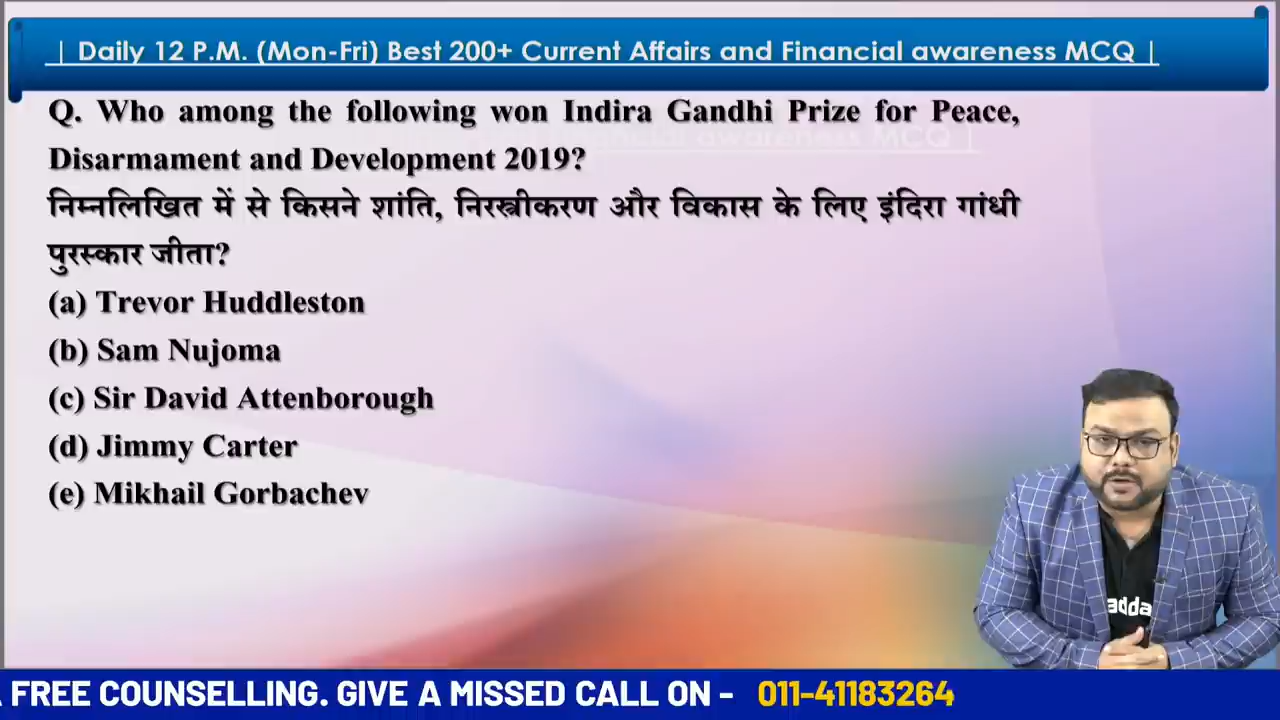 | Daily 12 P.M. (Mon-Fri) Best 200+ Current Affairs and Financial awareness MCQ |
Q. Who among the following won Indira Gandhi Prize for Peace,
Disarmament and Development 2019?
निम्नलिखित में से किसने शांति, निरस्त्रीकरण और विकास के लिए इंदिरा गांधी
पुरस्कार जीता?
(a) Trevor Huddleston
(b) Sam Nujoma
(c) Sir David Attenborough
(d) Jimmy Carter
(e) Mikhail Gorbachev
adda
FREE COUNSELLING. GIVE A MISSED CALL ON - 011-41183264